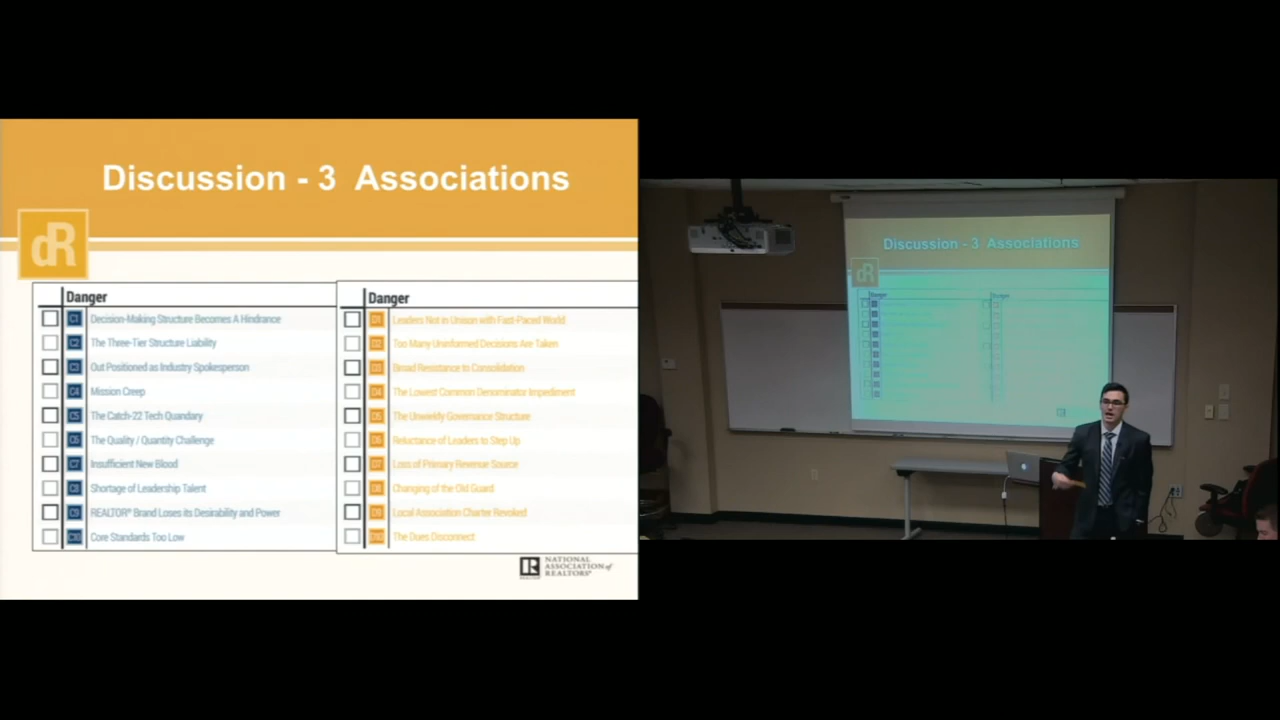 Discussion - 3 Associations
dR
Danger
C1 Decision-Making Structure Becomes A Hindrance
C2 The Three-Tier Structure Liability
C3 Out Positioned as Industry Spokesperson
C4 Mission Creep
C5 The Catch-22 Tech Quandary
C6 The Quality / Quantity Challenge
C7 Insufficient New Blood
C8 Shortage of Leadership Talent
C9 REALTOR® Brand Loses its Desirability and Power
C10 Core Standards Too Low
Danger
D1 Leaders Not in Unison with Fast-Paced World
D2 Too Many Uninformed Decisions Are Taken
D3 Broad Resistance to Consolidation
D4 The Lowest Common Denominator Impediment
D5 The Unwieldy Governance Structure
D6 Reluctance of Leaders to Step Up
D7 Loss of Primary Revenue Source
D8 Changing of the Old Guard
D9 Local Association Charter Revoked
D10 The Dues Disconnect
NATIONAL
ASSOCIATION of
REALTORS®
Discussion - 3 Associations
dR
Danger